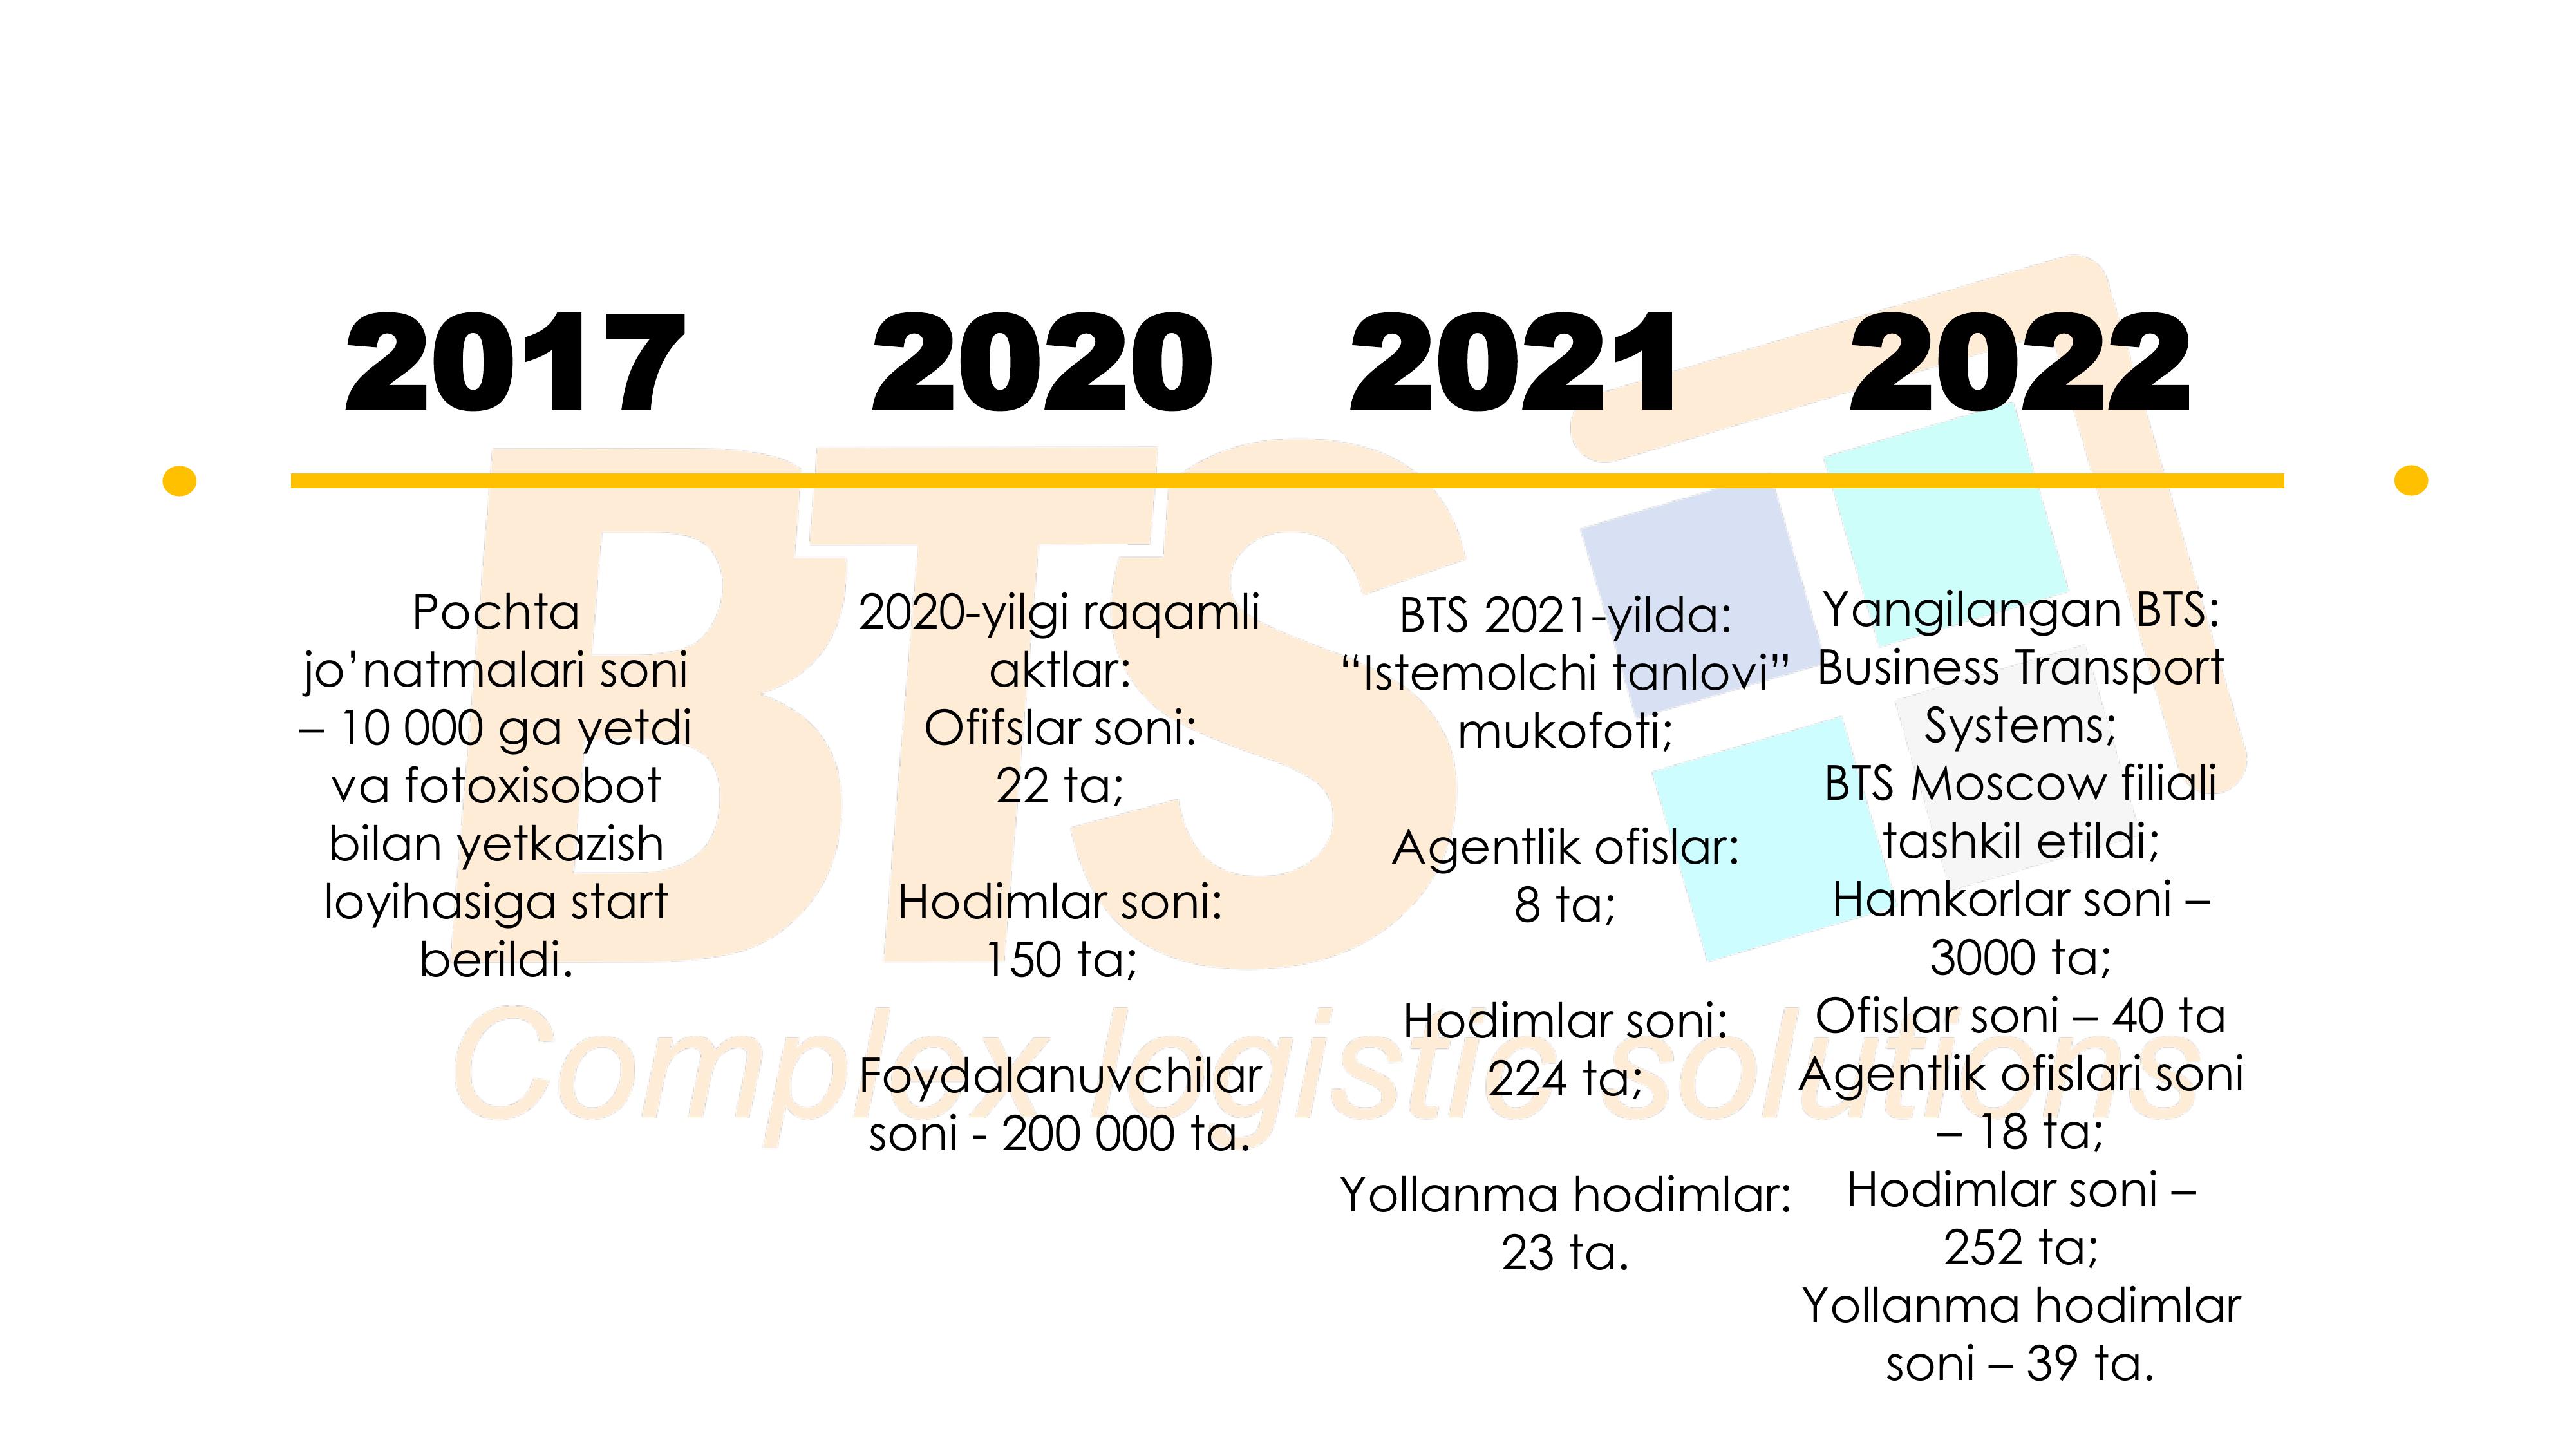 2017
2020
2021
2022
Pochta
jo’natmalari soni
– 10 000 ga yetdi
va fotoxisobot
bilan yetkazish
loyihasiga start
berildi.
2020-yilgi raqamli
aktlar:
Ofifslar soni:
22 ta;
Hodimlar soni:
150 ta;
Foydalanuvchilar
soni - 200 000 ta.
BTS 2021-yilda:
“Istemolchi tanlovi”
mukofoti;
Agentlik ofislar:
8 ta;
Hodimlar soni:
224 ta;
Yollanma hodimlar:
23 ta.
Yangilangan BTS:
Business Transport
Systems;
BTS Moscow filiali
tashkil etildi;
Hamkorlar soni –
3000 ta;
Ofislar soni – 40 ta
Agentlik ofislari soni
– 18 ta;
Hodimlar soni –
252 ta;
Yollanma hodimlar
soni – 39 ta.
BTS
Complex logistic solutions